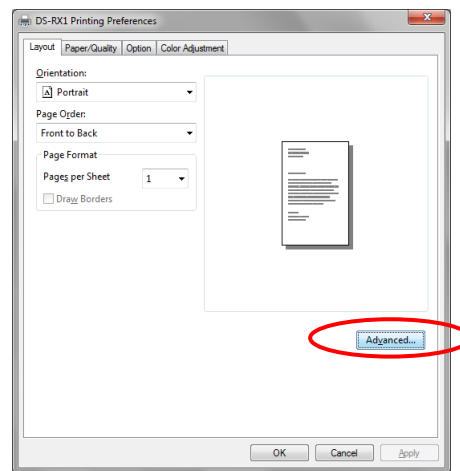 DS-RX1 Printing Preferences
Layout Paper/Quality Option Color Adjustment
Orientation:
A Portrait
Page Order:
Front to Back
Page Format
Pages per Sheet 1
Draw Borders
Advanced...
OK Cancel Apply